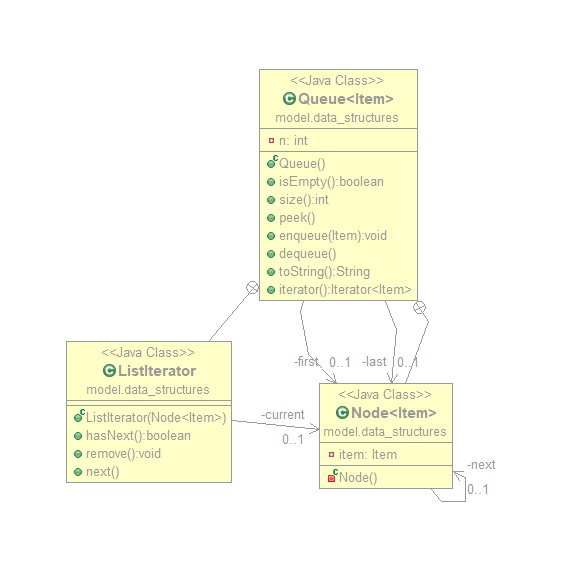 <<Java Class>>
Queue<Item>
model.data_structures
n: int
Queue()
isEmpty():boolean
size():int
peek()
enqueue(Item):void
dequeue()
toString():String
iterator():Iterator<Item>
-first 0..1
-last 0..1
<<Java Class>>
ListIterator
model.data_structures
ListIterator(Node<Item>)
hasNext():boolean
remove():void
next()
-current
0..1
<<Java Class>>
Node<Item>
model.data_structures
item: Item
Node()
-next
0..1